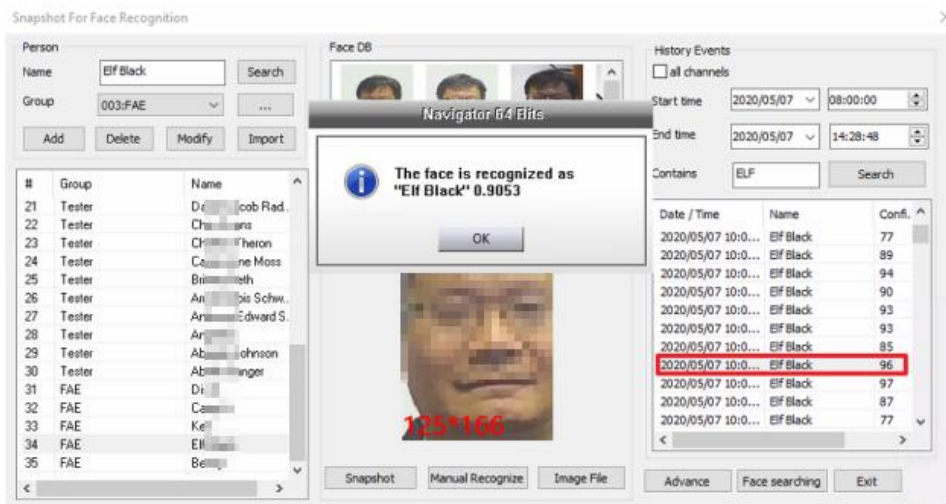 Snapshot For Face Recognition
Person
Name Elf Black Search
Group 003:FAE ...
Add Delete Modify Import
# Group Name
21 Tester cob Rad..
22 Tester
23 Tester Theron
24 Tester ne Moss
25 Tester
26 Tester Schw..
27 Tester Edward S.
28 Tester
29 Tester ohnson
30 Tester anger
31 FAE
32 FAE
33 FAE
34 FAE
35 FAE
Face DB
Navigator 64 Bits
The face is recognized as
"Elf Black" 0.9053
OK
125*166
Snapshot Manual Recognize Image File
History Events
all channels
Start time 2020/05/07 08:00:00
End time 2020/05/07 14:28:48
Contains ELF Search
Date / Time Name Confi.
2020/05/07 10:0... Elf Black 77
2020/05/07 10:0... Elf Black 89
2020/05/07 10:0... Elf Black 94
2020/05/07 10:0... Elf Black 90
2020/05/07 10:0... Elf Black 93
2020/05/07 10:0... Elf Black 93
2020/05/07 10:0... Elf Black 85
2020/05/07 10:0... Elf Black 96
2020/05/07 10:0... Elf Black 97
2020/05/07 10:0... Elf Black 87
2020/05/07 10:0... Elf Black 77
Advance Face searching Exit